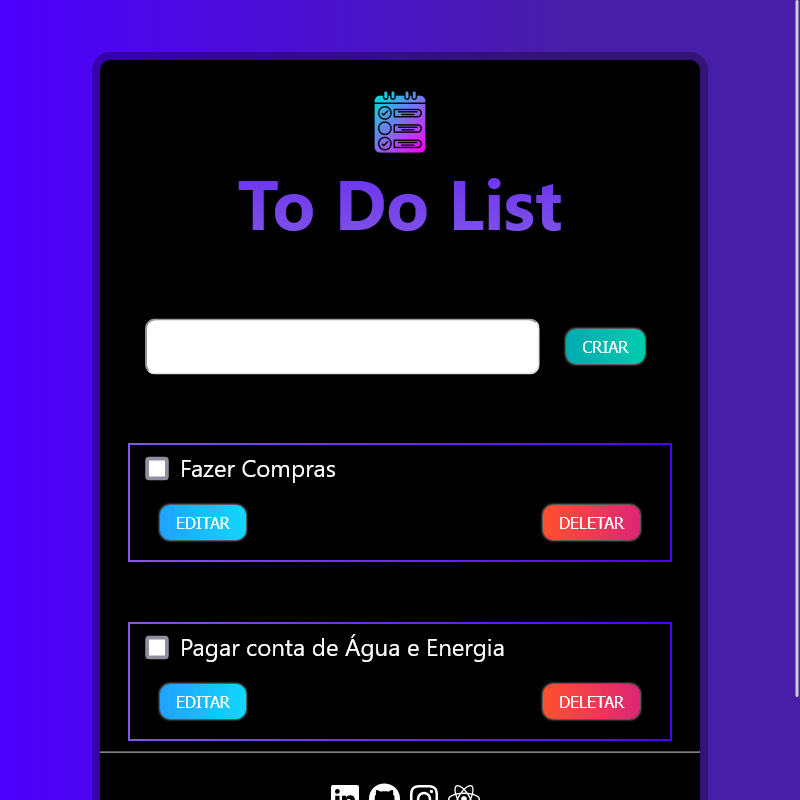 To Do List
CRIAR
Fazer Compras
EDITAR DELETAR
Pagar conta de Água e Energia
EDITAR DELETAR